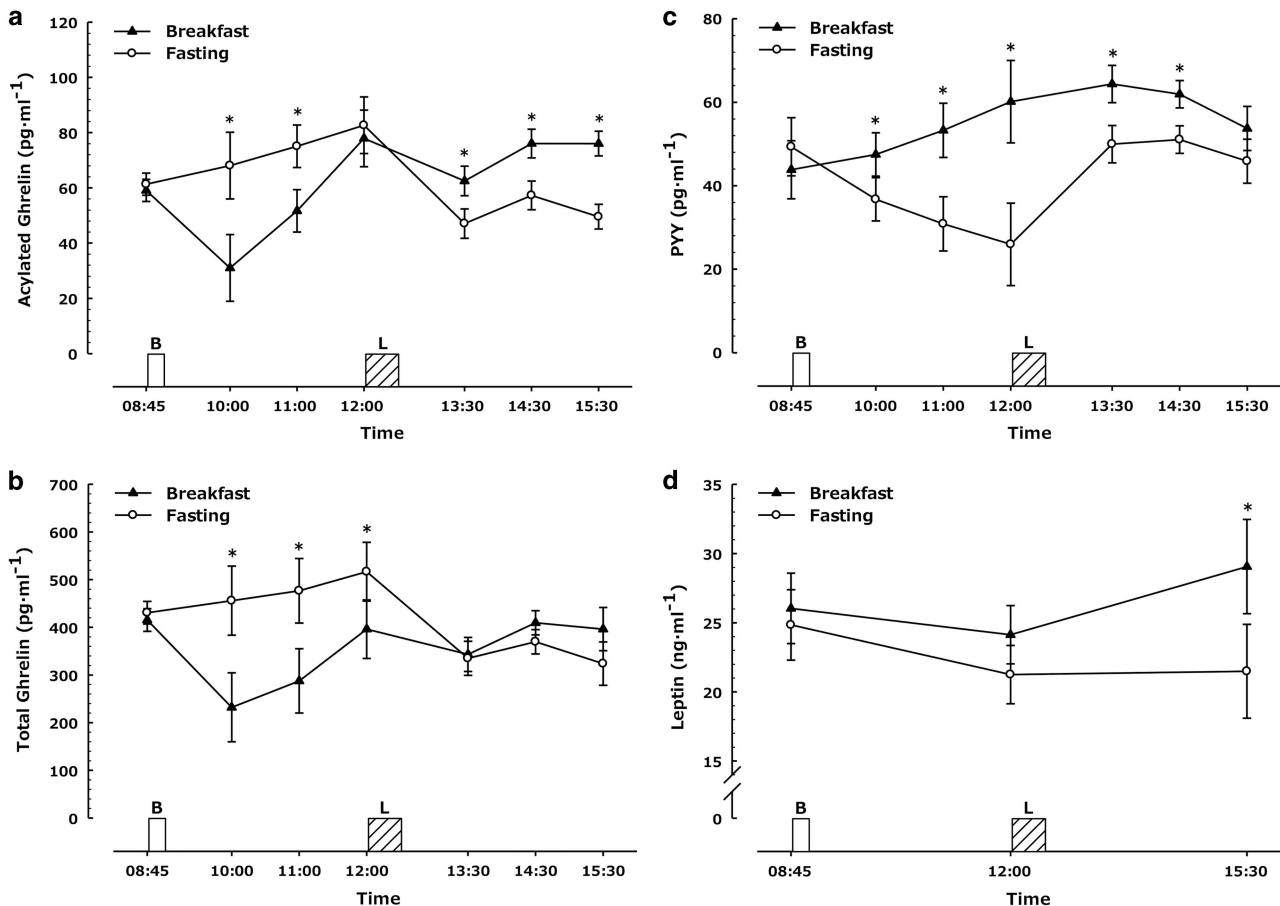 a
Breakfast
Fasting
Acylated Ghrelin (pg·ml⁻¹)
120
100
80
60
40
20
0
* * * * *
B
L
08:45 10:00 11:00 12:00 13:30 14:30 15:30
Time
c
Breakfast
Fasting
PYY (pg·ml⁻¹)
80
60
40
20
0
* * * * *
B
L
08:45 10:00 11:00 12:00 13:30 14:30 15:30
Time
b
Breakfast
Fasting
Total Ghrelin (pg·ml⁻¹)
700
600
500
400
300
200
100
0
* * *
B
L
08:45 10:00 11:00 12:00 13:30 14:30 15:30
Time
d
Breakfast
Fasting
Leptin (ng·ml⁻¹)
35
30
25
20
15
0
*
B
L
08:45 12:00 15:30
Time